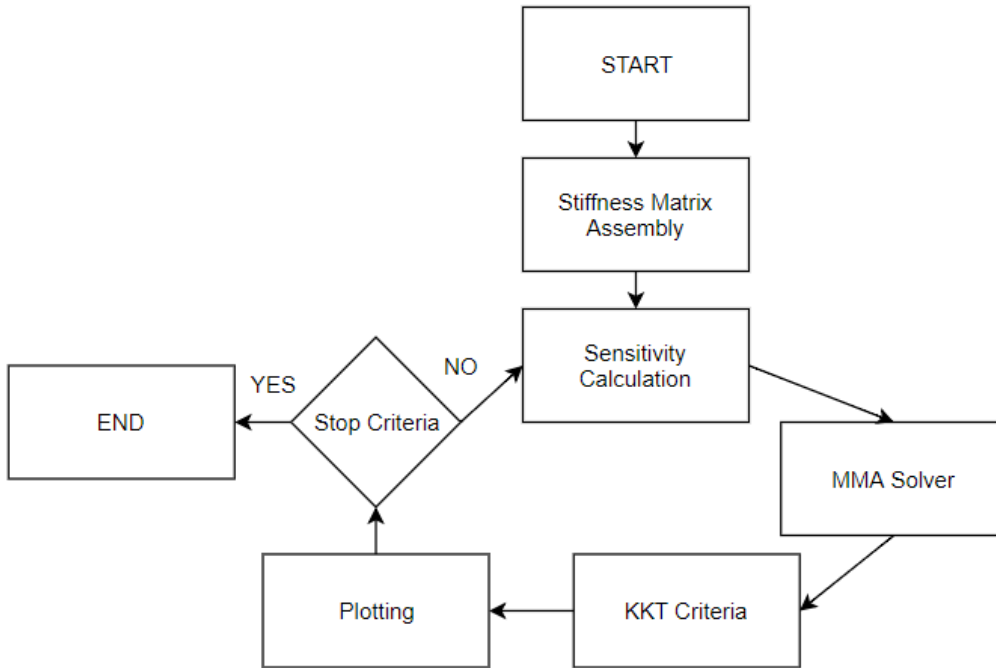 START
Stiffness Matrix
Assembly
Sensitivity
Calculation
NO
YES
END
Stop Criteria
MMA Solver
Plotting
KKT Criteria